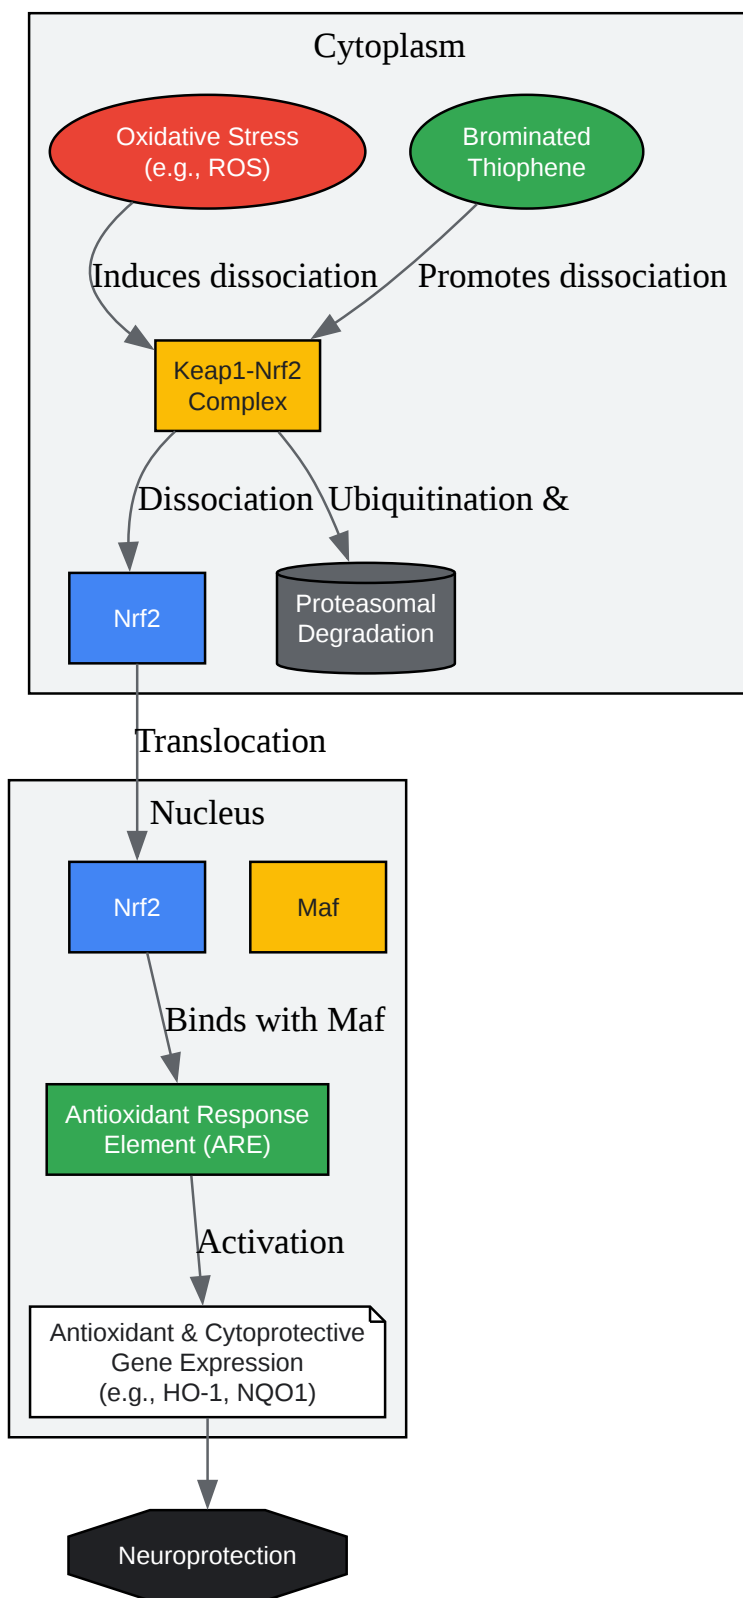 Cytoplasm
Oxidative Stress
(e.g., ROS)
Brominated
Thiophene
Induces dissociation
Promotes dissociation
Keap1-Nrf2
Complex
Dissociation
Ubiquitination &
Nrf2
Proteasomal
Degradation
Translocation
Nucleus
Nrf2
Maf
Binds with Maf
Antioxidant Response
Element (ARE)
Activation
Antioxidant & Cytoprotective
Gene Expression
(e.g., HO-1, NQO1)
Neuroprotection